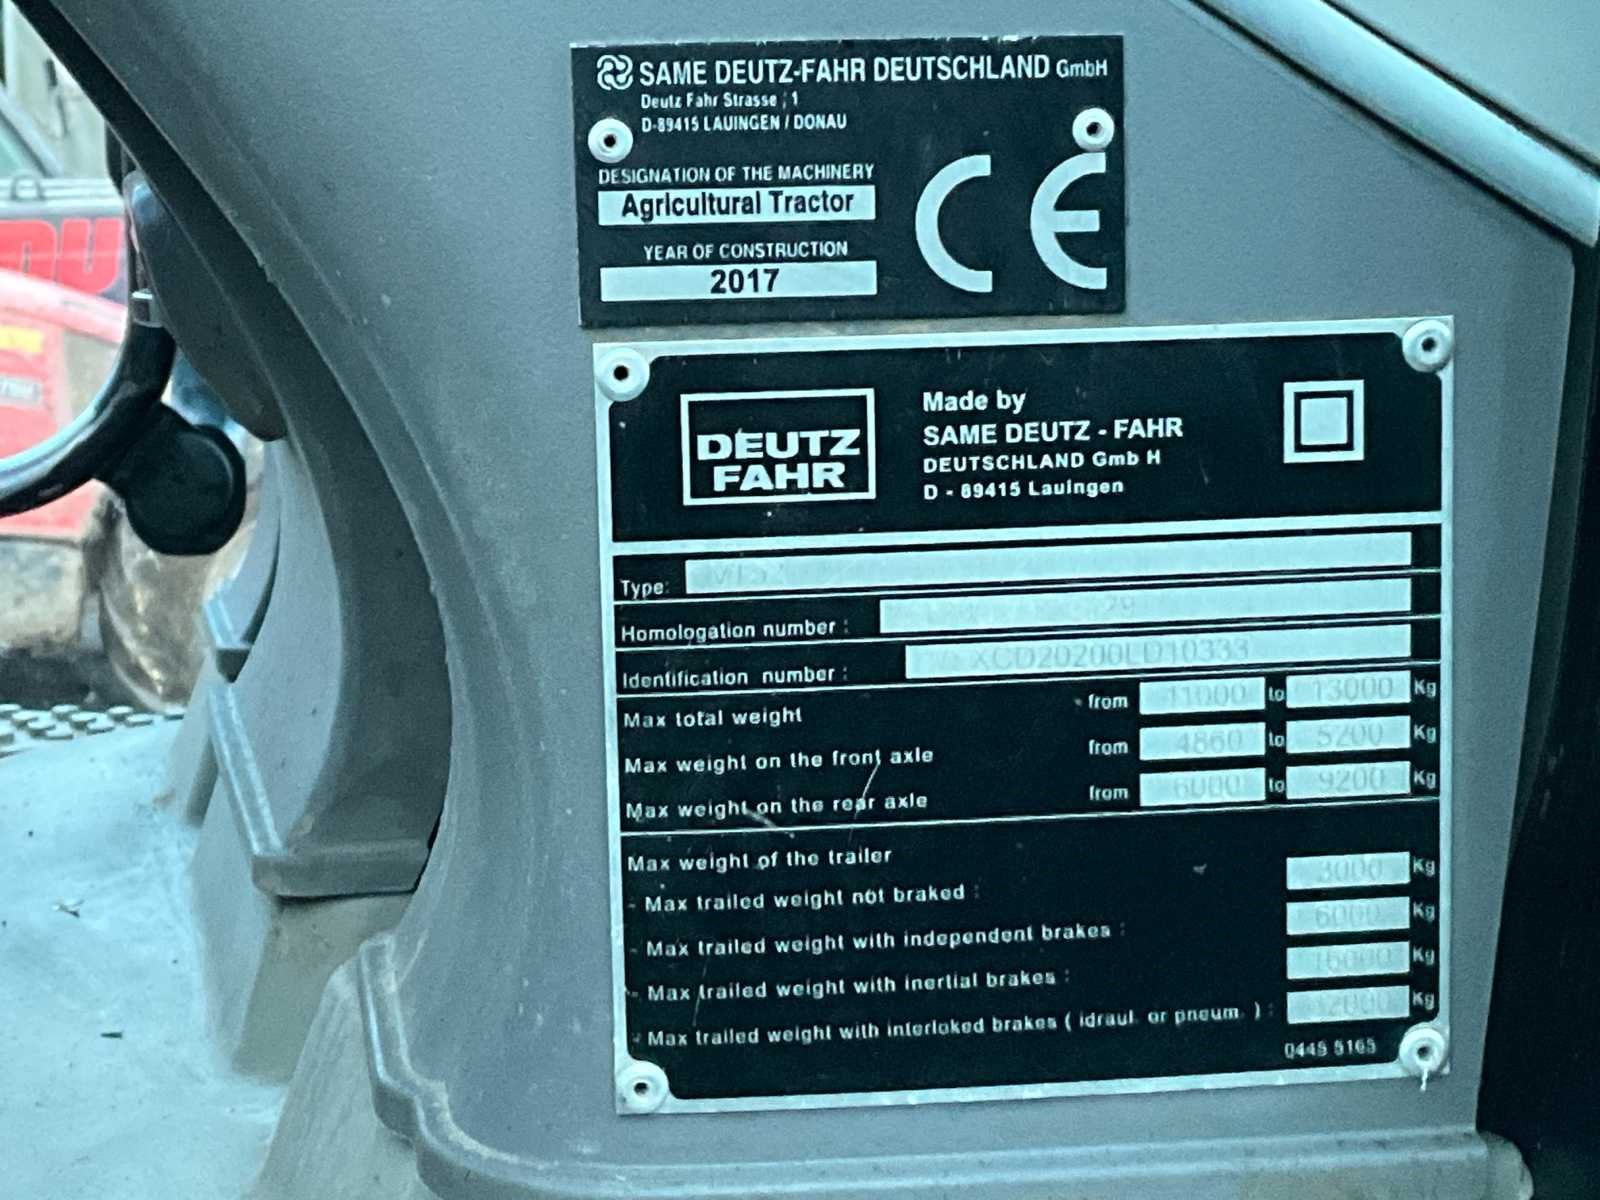 SAME DEUTZ-FAHR DEUTSCHLAND GmbH
Deutz Fahr Strasse , 1
D-89415 LAUINGEN / DONAU
DESIGNATION OF THE MACHINERY
Agricultural Tractor
YEAR OF CONSTRUCTION
2017
CE
DEUTZ
FAHR
Made by
SAME DEUTZ - FAHR
DEUTSCHLAND Gmb H
D - 89415 Lauingen
Type:
Homologation number :
Identification number : XCD20200LD10333
Max total weight from 11000 to 13000 Kg
Max weight on the front axle from 4860 to 5200 Kg
Max weight on the rear axle from 6000 to 9200 Kg
Max weight of the trailer
- Max trailed weight not braked : 3000 Kg
- Max trailed weight with independent brakes : 6000 Kg
- Max trailed weight with inertial brakes : 16000 Kg
- Max trailed weight with interloked brakes ( idraul. or pneum. ) : 32000 Kg
0445 5165